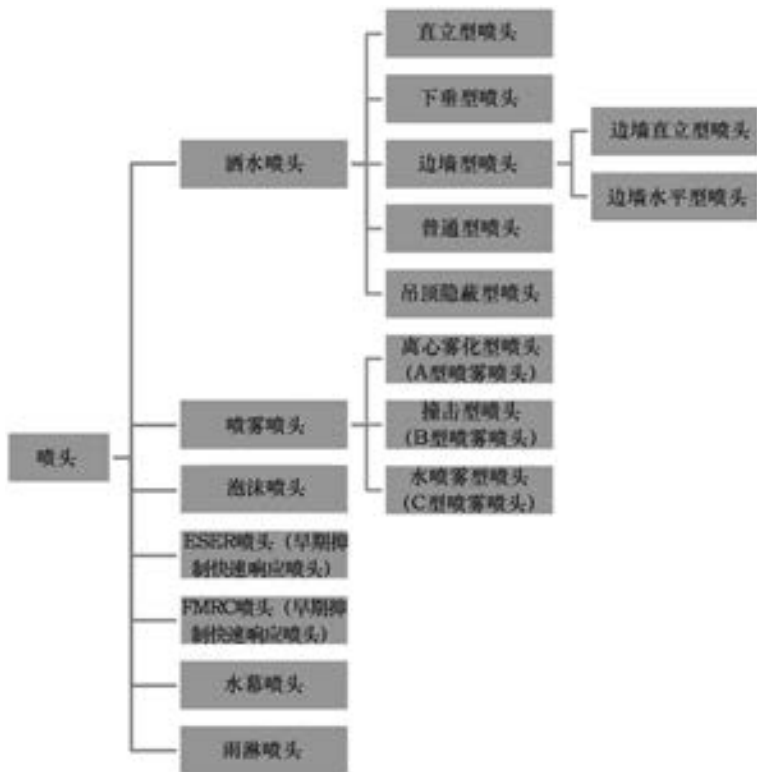 喷头
洒水喷头
直立型喷头
下垂型喷头
边墙型喷头
边墙直立型喷头
边墙水平型喷头
普通型喷头
吊顶隐蔽型喷头
喷雾喷头
离心雾化型喷头
(A型喷雾喷头)
撞击型喷头
(B型喷雾喷头)
水喷雾型喷头
(C型喷雾喷头)
泡沫喷头
ESER喷头（早期抑
制快速响应喷头）
FMRC喷头（早期抑
制快速响应喷头）
水幕喷头
雨淋喷头